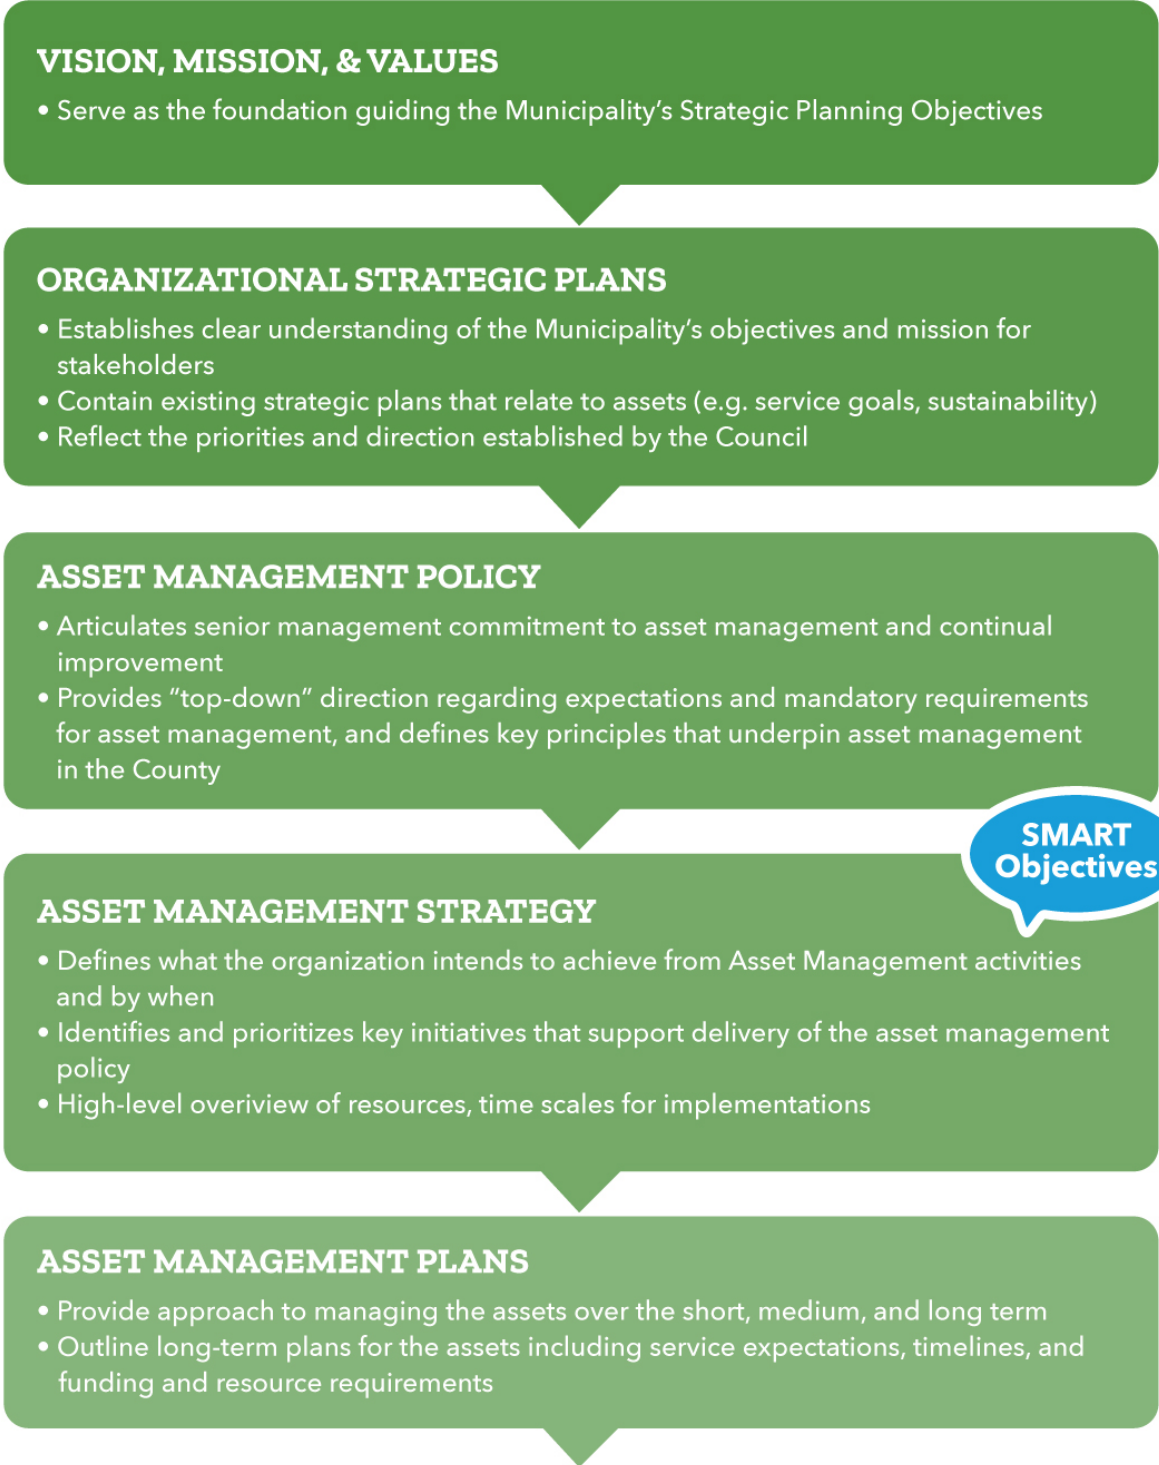 VISION, MISSION, & VALUES
• Serve as the foundation guiding the Municipality's Strategic Planning Objectives
ORGANIZATIONAL STRATEGIC PLANS
• Establishes clear understanding of the Municipality's objectives and mission for
stakeholders
• Contain existing strategic plans that relate to assets (e.g. service goals, sustainability)
• Reflect the priorities and direction established by the Council
ASSET MANAGEMENT POLICY
• Articulates senior management commitment to asset management and continual
improvement
• Provides “top-down” direction regarding expectations and mandatory requirements
for asset management, and defines key principles that underpin asset management
in the County
SMART
Objectives
ASSET MANAGEMENT STRATEGY
• Defines what the organization intends to achieve from Asset Management activities
and by when
• Identifies and prioritizes key initiatives that support delivery of the asset management
policy
• High-level overiview of resources, time scales for implementations
ASSET MANAGEMENT PLANS
• Provide approach to managing the assets over the short, medium, and long term
• Outline long-term plans for the assets including service expectations, timelines, and
funding and resource requirements